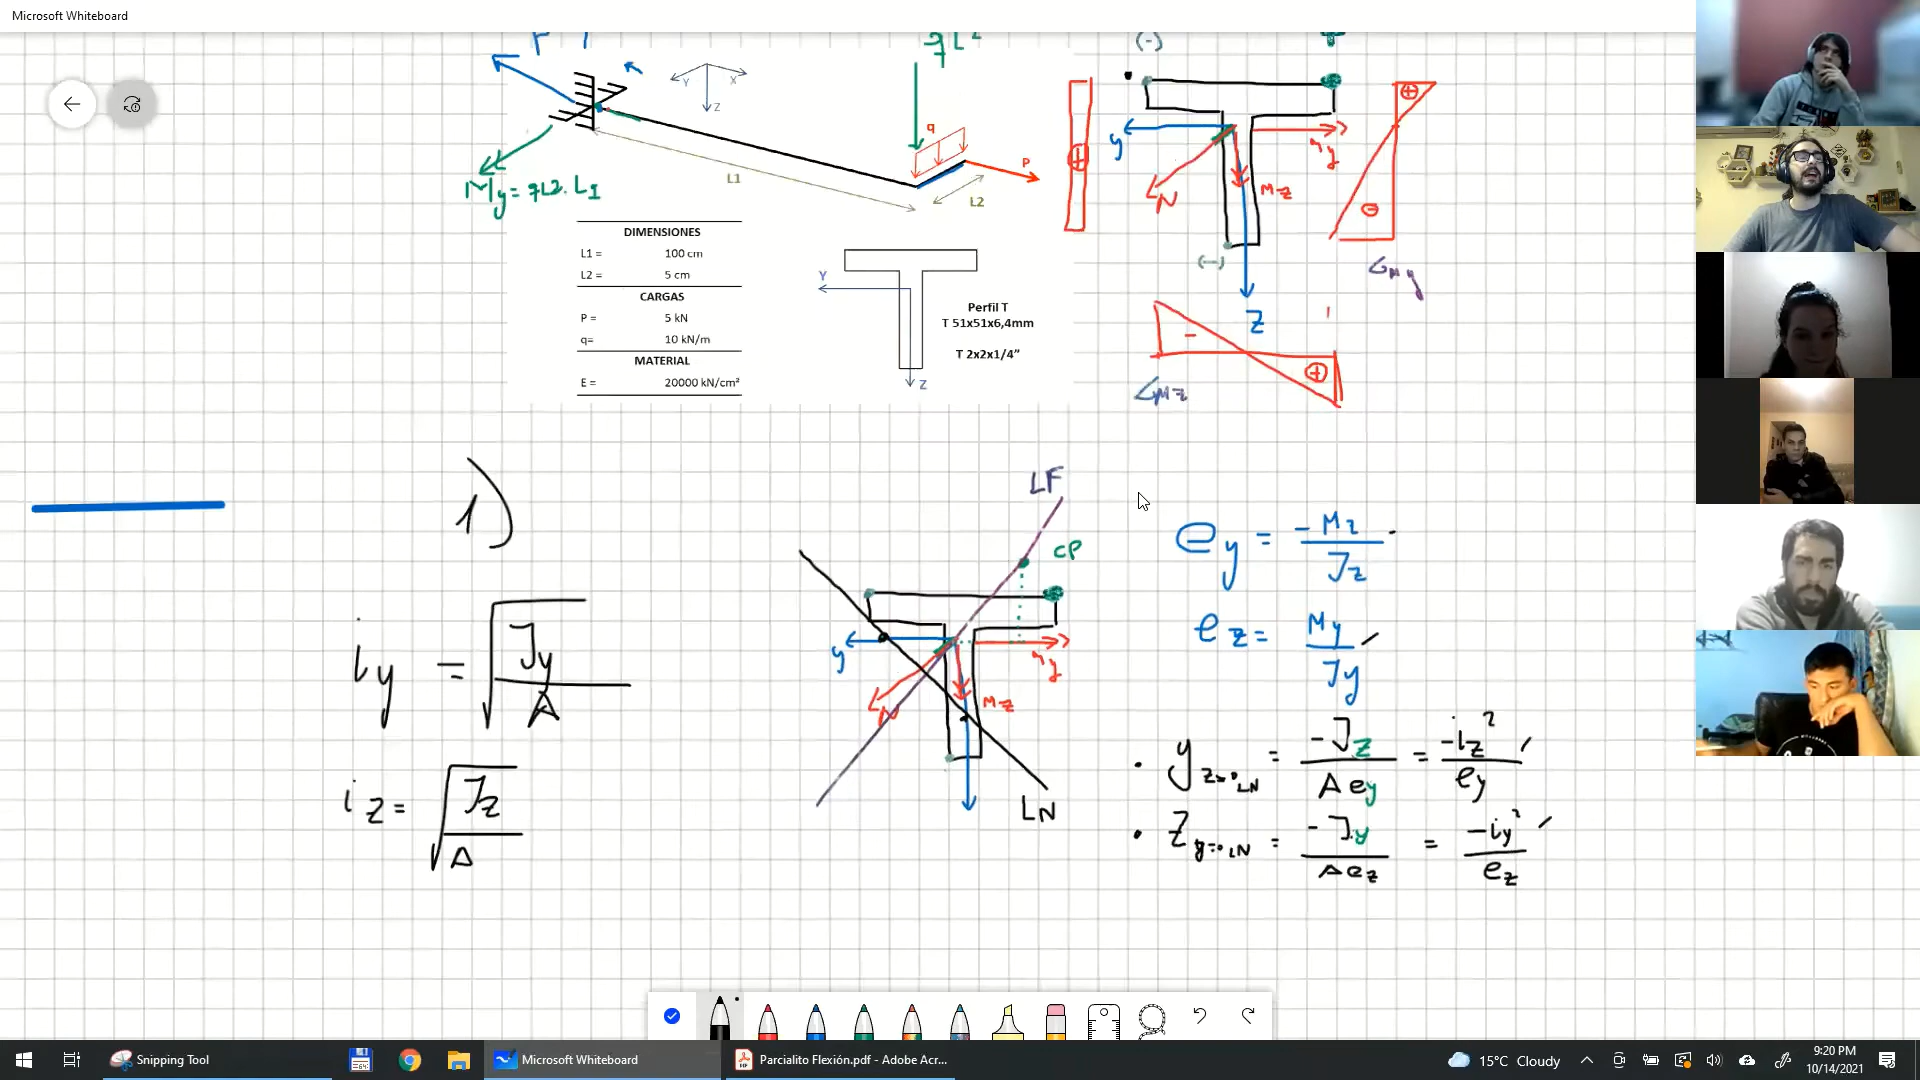 Microsoft Whiteboard
Y X
Z
q
P
L1
L2
My = qL2 . L1
DIMENSIONES
L1 = 100 cm
L2 = 5 cm
CARGAS
P = 5 kN
q= 10 kN/m
MATERIAL
E = 20000 kN/cm²
Y
Perfil T
T 51x51x6,4mm
T 2x2x1/4"
Z
(-)
y
My
N
Mz
(-)
Z
+
+
-
σMy
-
+
σMz
1)
iy = √Jy/A
iz = √Jz/A
LF
CP
y
My
N
Mz
LN
ey = -Mz/Jz
ez = My/Jy
• y z=0 LN = -Jz/A ey = -iz²/ey
• Z y=0 LN = -Jy/A ez = -iy²/ez
Snipping Tool
Microsoft Whiteboard
Parcialito Flexión.pdf - Adobe Acr...
15°C Cloudy
9:20 PM
10/14/2021